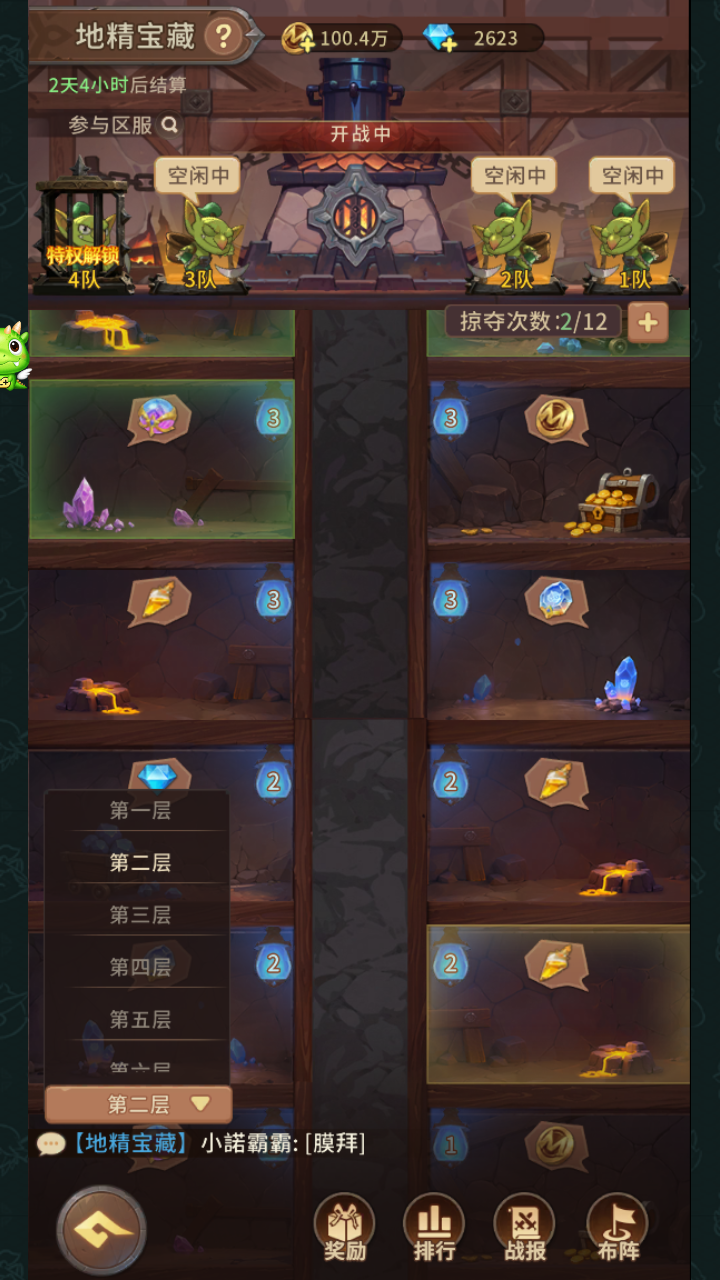 地精宝藏
?
100.4万
2623
2天4小时后结算
参与区服
开战中
空闲中
空闲中
空闲中
特权解锁
4队
3队
2队
1队
掠夺次数:2/12
3
3
3
3
2
2
第一层
第二层
第三层
第四层
2
2
第五层
第六层
第二层
【地精宝藏】小諾霸霸: [膜拜]
1
奖励
排行
战报
布阵